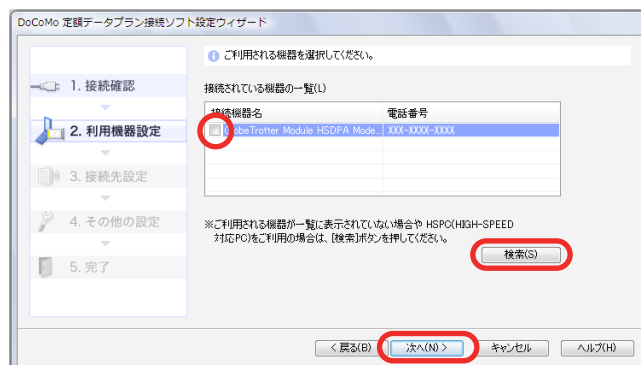 DoCoMo 定額データプラン接続ソフト設定ウィザード
ご利用される機器を選択してください。
1. 接続確認
2. 利用機器設定
3. 接続先設定
4. その他の設定
5. 完了
接続されている機器の一覧(L)
接続機器名 電話番号
GlobeTrotter Module HSDPA Mode... XXX-XXXX-XXXX
※ご利用される機器が一覧に表示されていない場合や HSPC(HIGH-SPEED
対応PC)をご利用の場合は、[検索]ボタンを押してください。
検索(S)
< 戻る(B) 次へ(N) > キャンセル ヘルプ(H)